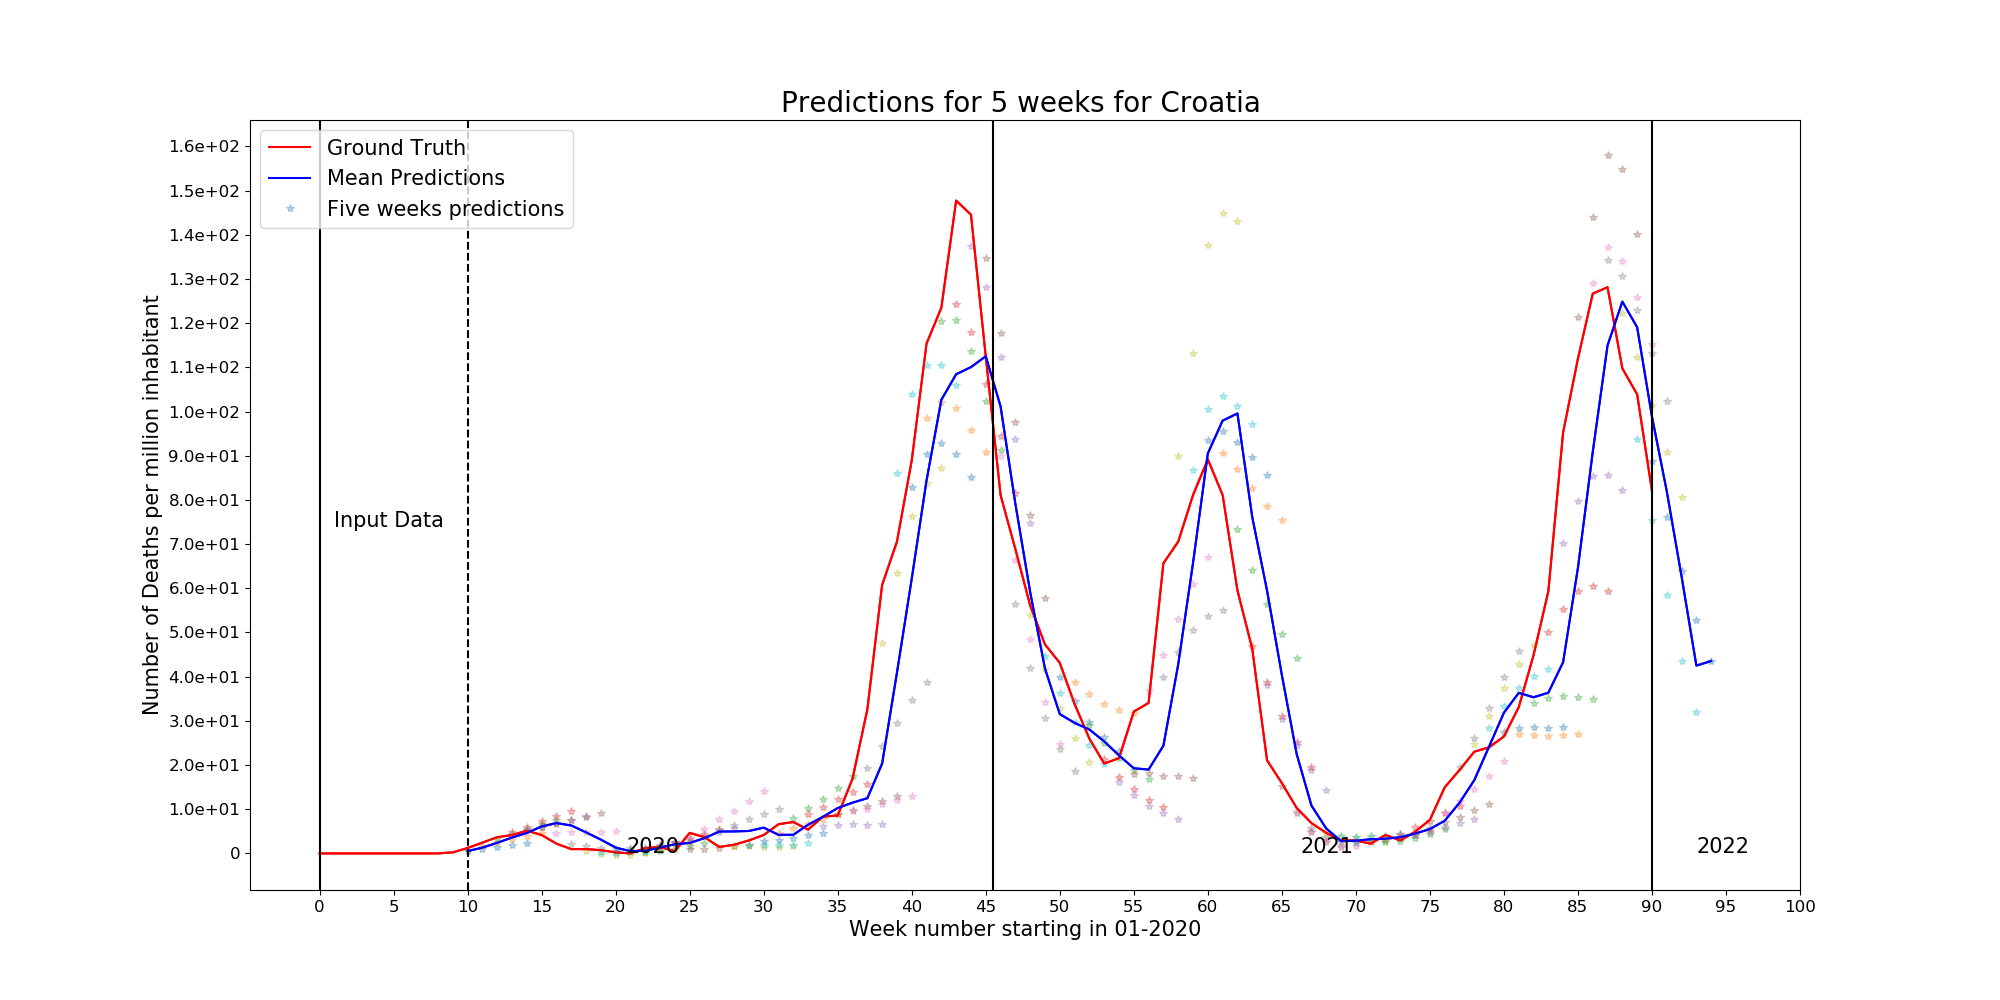 Predictions for 5 weeks for Croatia
Ground Truth
Mean Predictions
Five weeks predictions
1.6e+02
1.5e+02
1.4e+02
1.3e+02
1.2e+02
1.1e+02
1.0e+02
9.0e+01
8.0e+01
7.0e+01
6.0e+01
5.0e+01
4.0e+01
3.0e+01
2.0e+01
1.0e+01
0
Number of Deaths per million inhabitant
Input Data
2020
2021
2022
0 5 10 15 20 25 30 35 40 45 50 55 60 65 70 75 80 85 90 95 100
Week number starting in 01-2020